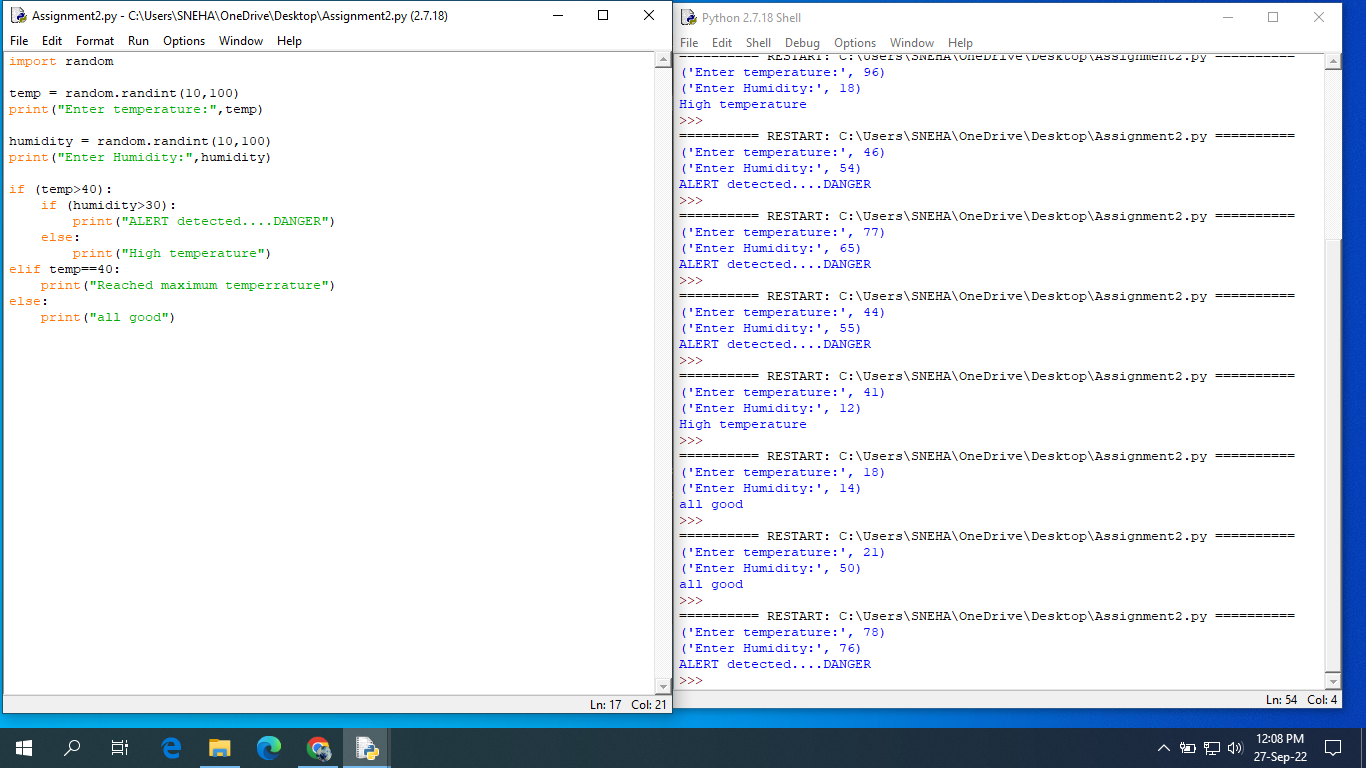 Assignment2.py - C:\Users\SNEHA\OneDrive\Desktop\Assignment2.py (2.7.18)
File Edit Format Run Options Window Help
import random
temp = random.randint(10,100)
print("Enter temperature:",temp)
humidity = random.randint(10,100)
print("Enter Humidity:",humidity)
if (temp>40):
    if (humidity>30):
        print("ALERT detected....DANGER")
    else:
        print("High temperature")
elif temp==40:
    print("Reached maximum temperrature")
else:
    print("all good")
Ln: 17 Col: 21
Python 2.7.18 Shell
File Edit Shell Debug Options Window Help
========== RESTART: C:\Users\SNEHA\OneDrive\Desktop\Assignment2.py ==========
('Enter temperature:', 96)
('Enter Humidity:', 18)
High temperature
>>>
========== RESTART: C:\Users\SNEHA\OneDrive\Desktop\Assignment2.py ==========
('Enter temperature:', 46)
('Enter Humidity:', 54)
ALERT detected....DANGER
>>>
========== RESTART: C:\Users\SNEHA\OneDrive\Desktop\Assignment2.py ==========
('Enter temperature:', 77)
('Enter Humidity:', 65)
ALERT detected....DANGER
>>>
========== RESTART: C:\Users\SNEHA\OneDrive\Desktop\Assignment2.py ==========
('Enter temperature:', 44)
('Enter Humidity:', 55)
ALERT detected....DANGER
>>>
========== RESTART: C:\Users\SNEHA\OneDrive\Desktop\Assignment2.py ==========
('Enter temperature:', 41)
('Enter Humidity:', 12)
High temperature
>>>
========== RESTART: C:\Users\SNEHA\OneDrive\Desktop\Assignment2.py ==========
('Enter temperature:', 18)
('Enter Humidity:', 14)
all good
>>>
========== RESTART: C:\Users\SNEHA\OneDrive\Desktop\Assignment2.py ==========
('Enter temperature:', 21)
('Enter Humidity:', 50)
all good
>>>
========== RESTART: C:\Users\SNEHA\OneDrive\Desktop\Assignment2.py ==========
('Enter temperature:', 78)
('Enter Humidity:', 76)
ALERT detected....DANGER
>>>
Ln: 54 Col: 4
12:08 PM
27-Sep-22